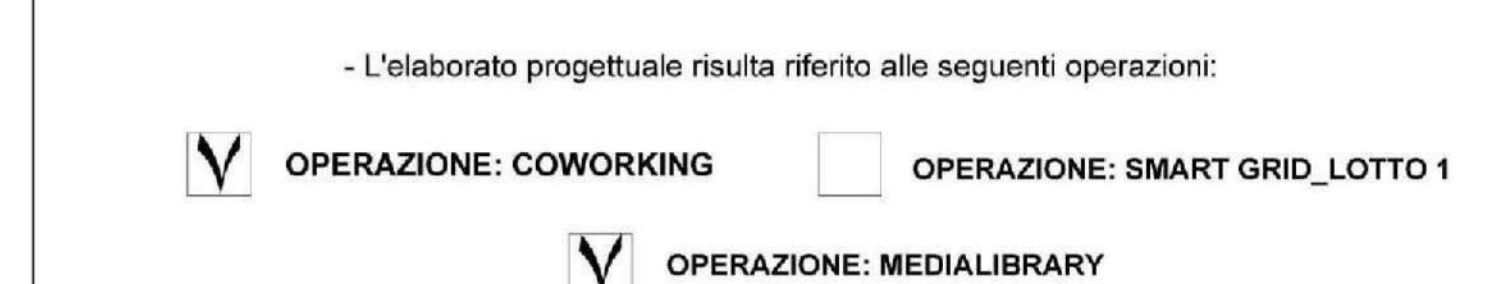 - L'elaborato progettuale risulta riferito alle seguenti operazioni:
V OPERAZIONE: COWORKING OPERAZIONE: SMART GRID_LOTTO 1
V OPERAZIONE: MEDIALIBRARY